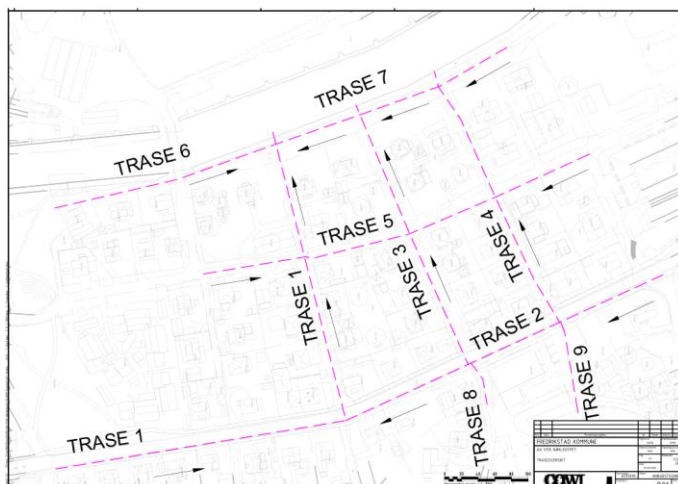 TRASE 7
TRASE 6
TRASE 5
TRASE 4
TRASE 3
TRASE 1
TRASE 2
TRASE 9
TRASE 8
TRASE 1
FREDRIKSTAD KOMMUNE
COWI